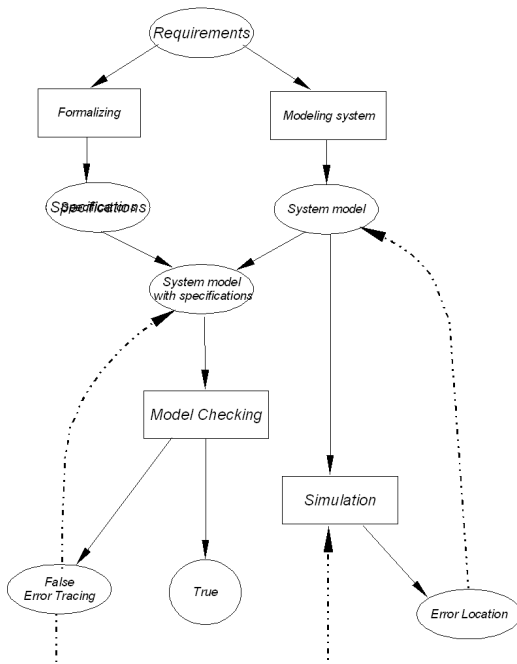 Requirements
Formalizing
Modeling system
Specifications
Specifications
System model
System model
with specifications
Model Checking
Simulation
False
Error Tracing
True
Error Location